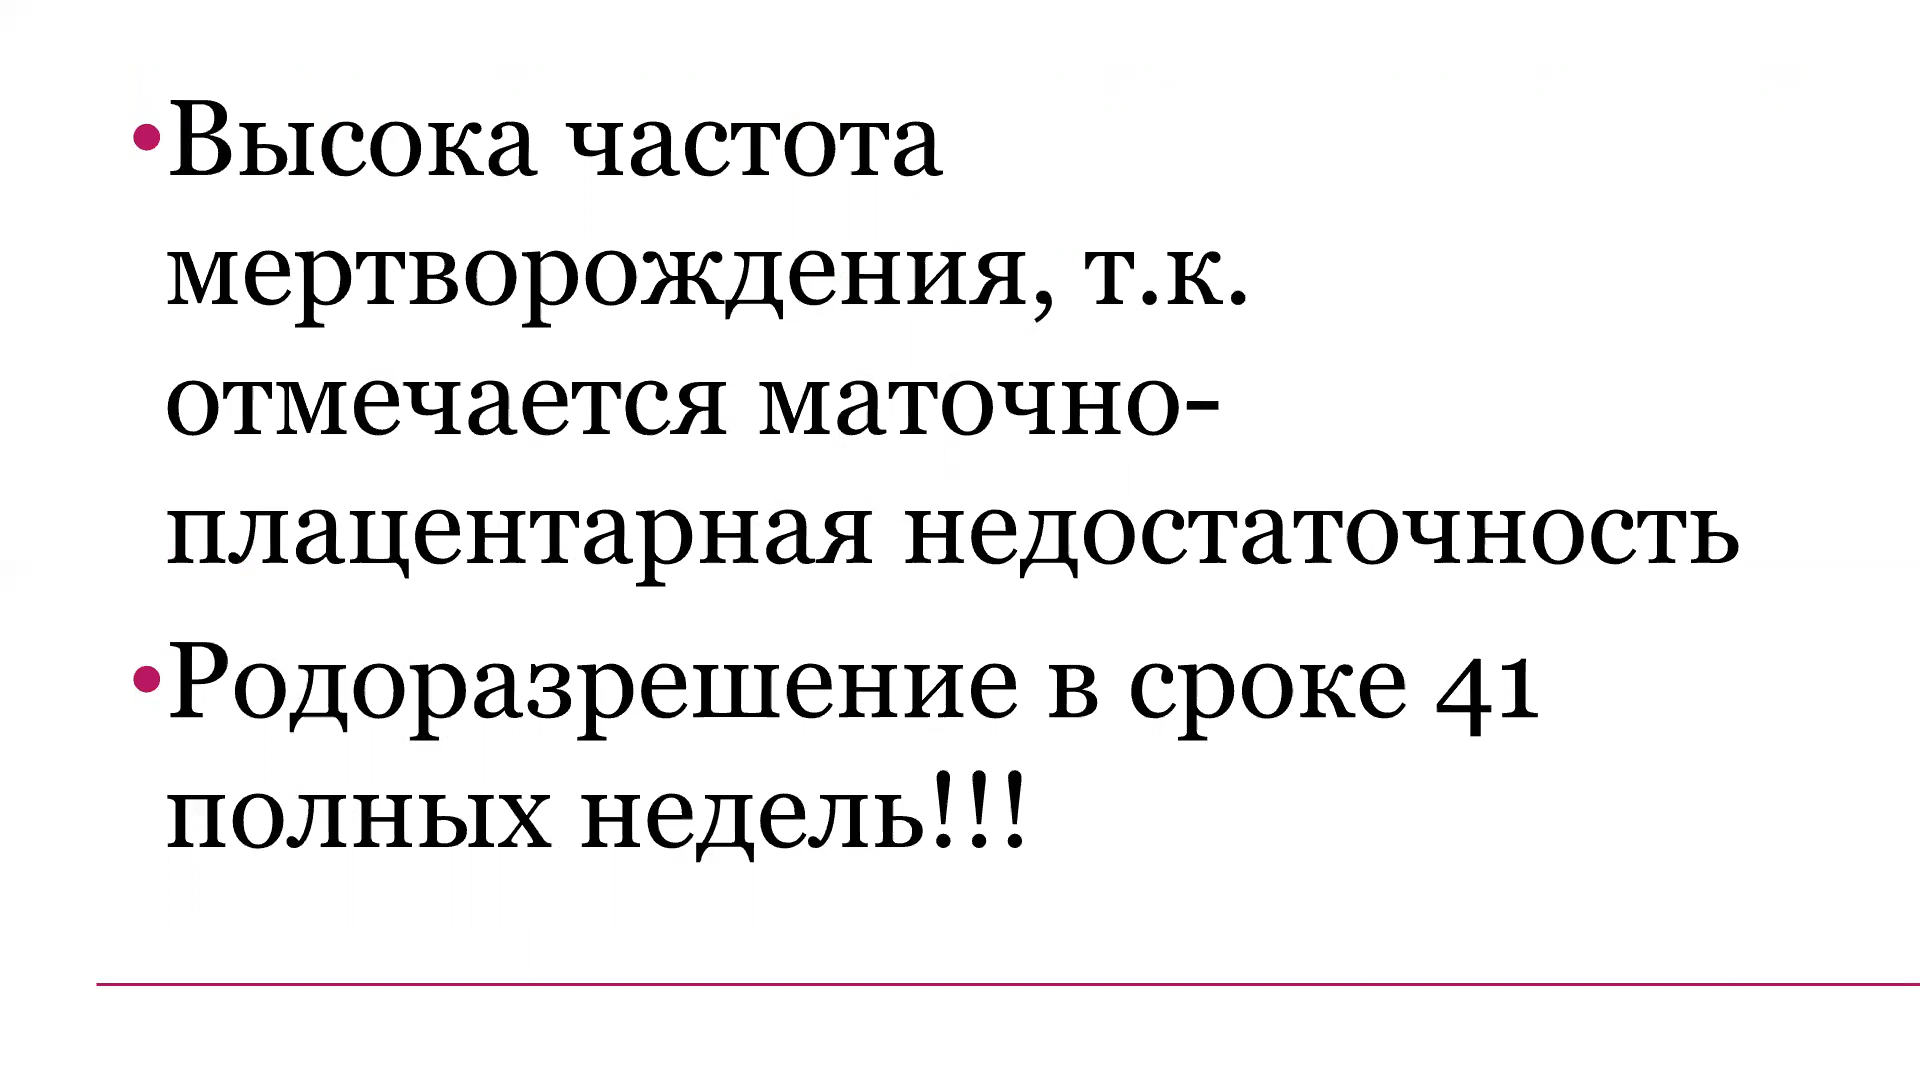 •Высока частота
мертворождения, т.к.
отмечается маточно-
плацентарная недостаточность
•Родоразрешение в сроке 41
полных недель!!!